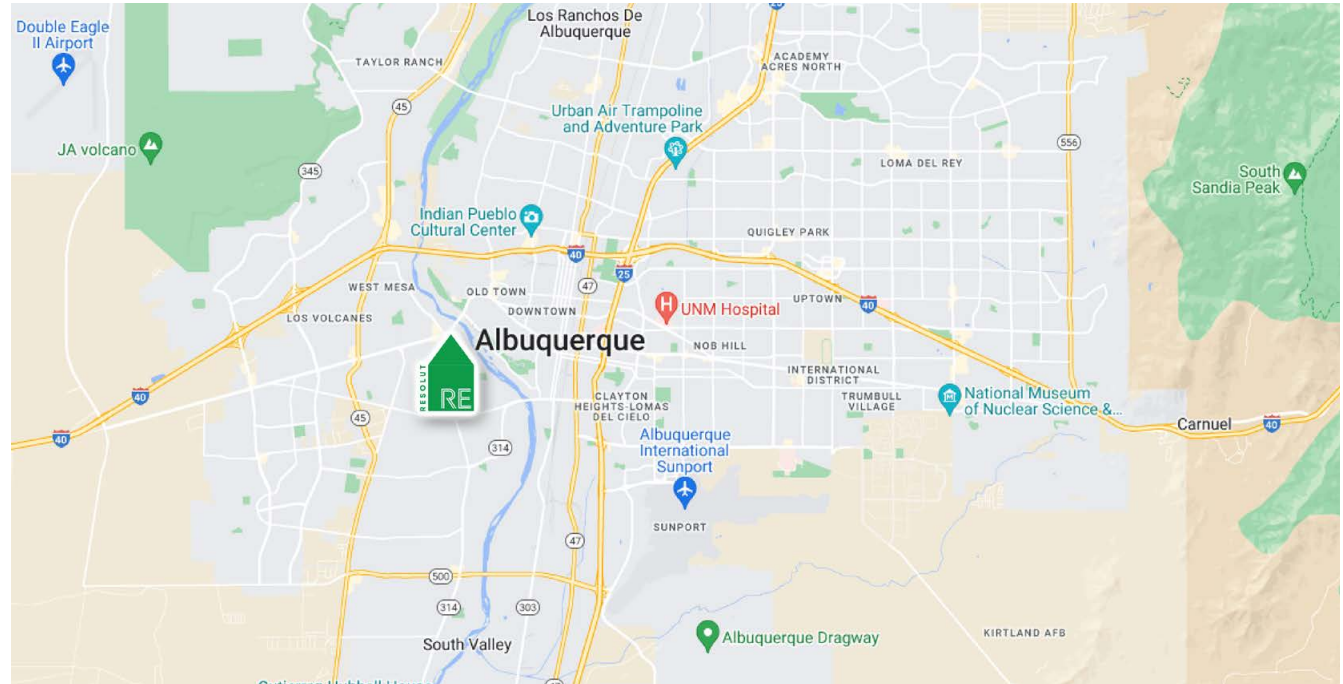 Los Ranchos De
Albuquerque
25
Double Eagle
II Airport
TAYLOR RANCH
ACADEMY
ACRES NORTH
45
Urban Air Trampoline
and Adventure Park
JA volcano
556
LOMA DEL REY
345
South
Sandia Peak
Indian Pueblo
Cultural Center
QUIGLEY PARK
40
25
WEST MESA
OLD TOWN
47
UPTOWN
40
LOS VOLCANES
DOWNTOWN
UNM Hospital
Albuquerque
NOB HILL
RESOLUT
RE
INTERNATIONAL
DISTRICT
40
CLAYTON
HEIGHTS-LOMAS
DEL CIELO
TRUMBULL
VILLAGE
National Museum
of Nuclear Science &...
45
Carnuel
40
40
314
Albuquerque
International
Sunport
SUNPORT
47
500
314
303
South Valley
Albuquerque Dragway
KIRTLAND AFB